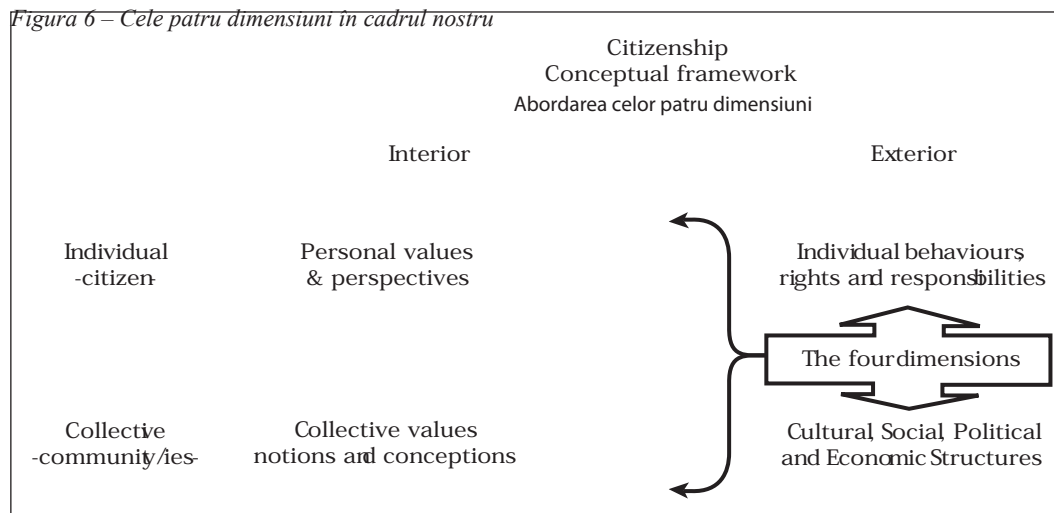 Figura 6 – Cele patru dimensiuni în cadrul nostru
Citizenship
Conceptual framework
Abordarea celor patru dimensiuni
Interior Exterior
Individual Personal values Individual behaviours,
-citizen- & perspectives rights and responsibilities
The four dimensions
Collective Collective values Cultural, Social, Political
-community/ies- notions and conceptions and Economic Structures